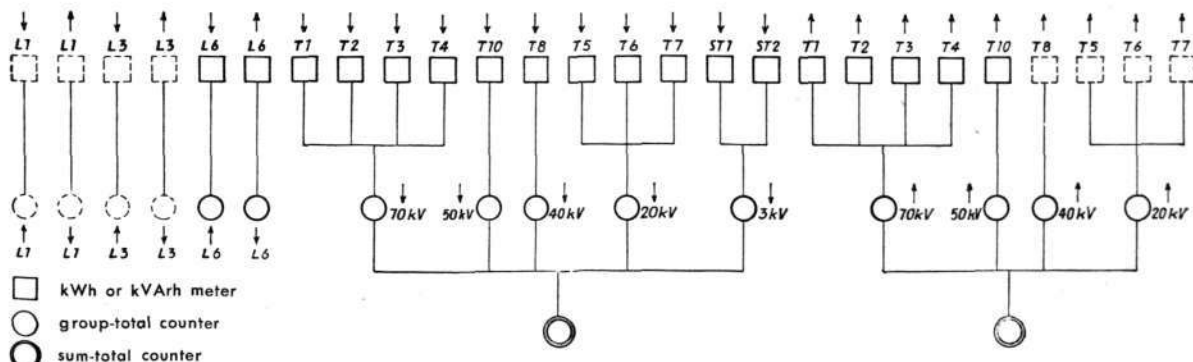 L1 L1 L3 L3 L6 L6 T1 T2 T3 T4 T10 T8 T5 T6 T7 ST1 ST2 T1 T2 T3 T4 T10 T8 T5 T6 T7
70kV 50kV 40kV 20kV 3kV 70kV 50kV 40kV 20kV
L1 L1 L3 L3 L6 L6
kWh or kVArh meter
group-total counter
sum-total counter